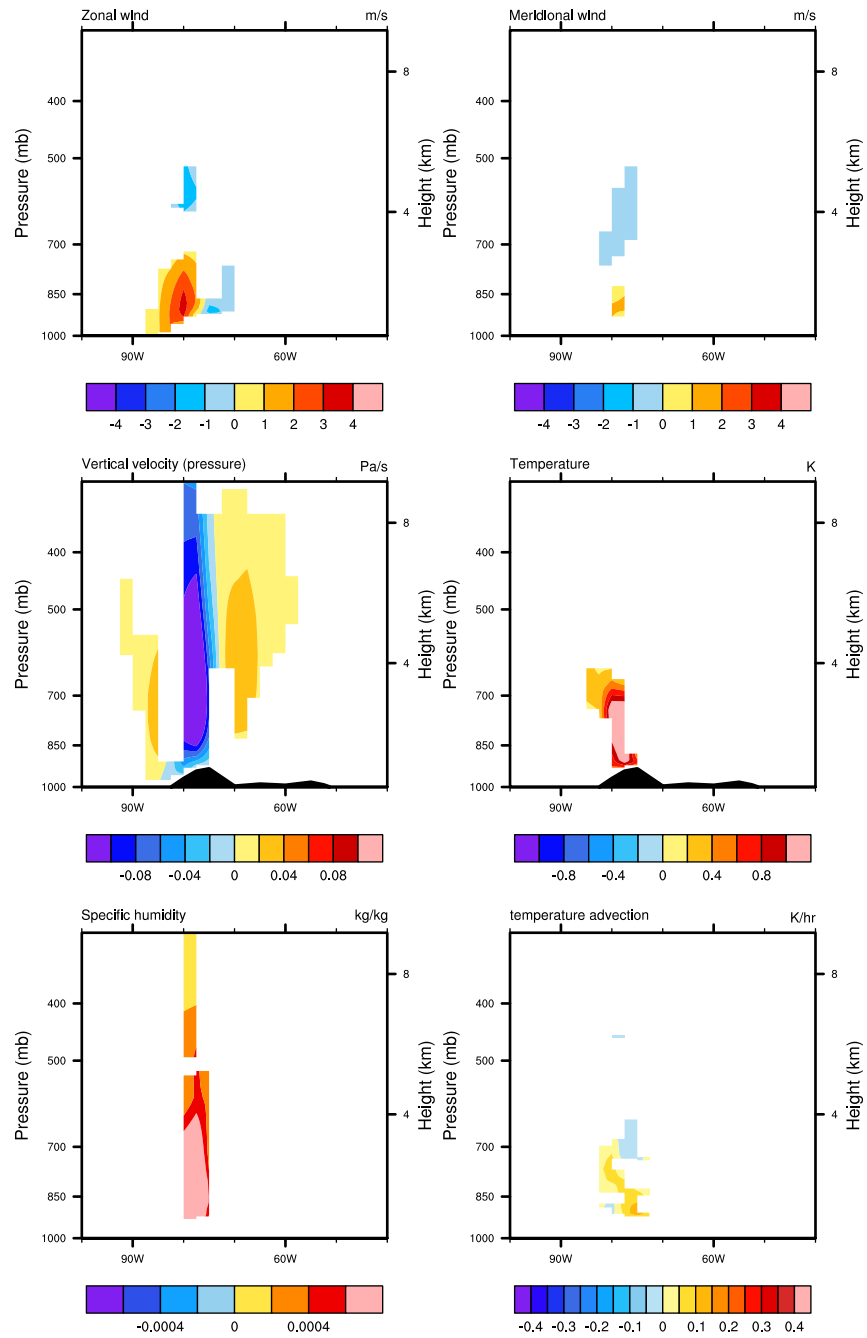 Zonal wind m/s
Pressure (mb)
400
500
700
850
1000
8
4
Height (km)
90W 60W
-4 -3 -2 -1 0 1 2 3 4
Meridional wind m/s
Pressure (mb)
400
500
700
850
1000
8
4
Height (km)
90W 60W
-4 -3 -2 -1 0 1 2 3 4
Vertical velocity (pressure) Pa/s
Pressure (mb)
400
500
700
850
1000
8
4
Height (km)
90W 60W
-0.08 -0.04 0 0.04 0.08
Temperature K
Pressure (mb)
400
500
700
850
1000
8
4
Height (km)
90W 60W
-0.8 -0.4 0 0.4 0.8
Specific humidity kg/kg
Pressure (mb)
400
500
700
850
1000
8
4
Height (km)
90W 60W
-0.0004 0 0.0004
temperature advection K/hr
Pressure (mb)
400
500
700
850
1000
8
4
Height (km)
90W 60W
-0.4 -0.3 -0.2 -0.1 0 0.1 0.2 0.3 0.4